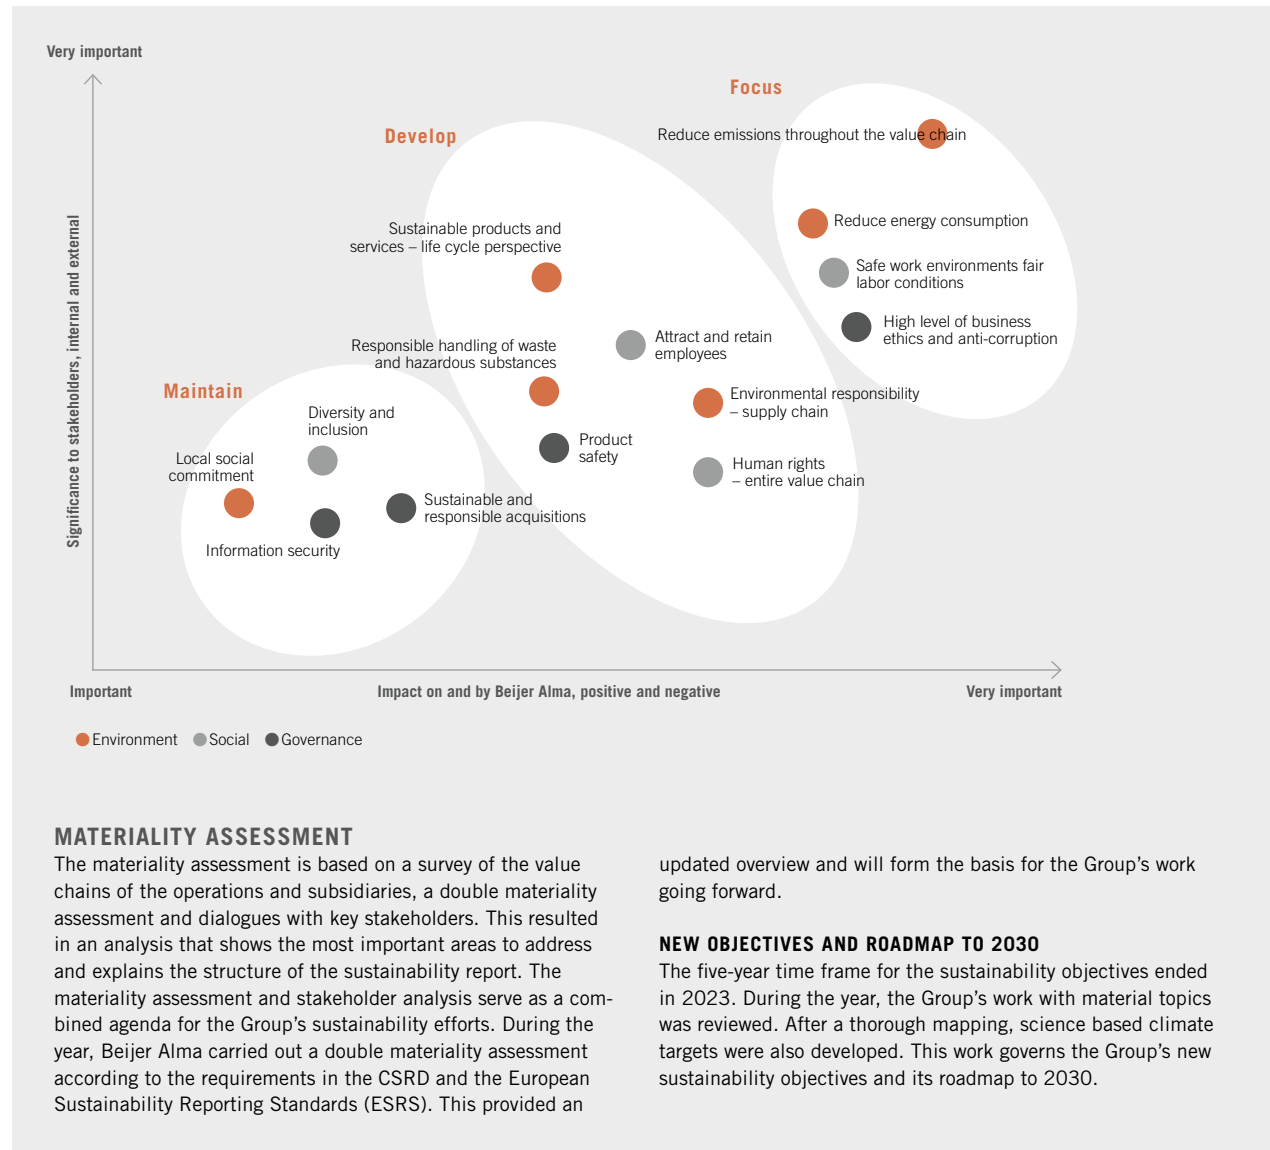 Very important
Focus
Develop
Reduce emissions throughout the value chain
Reduce energy consumption
Sustainable products and
services – life cycle perspective
Safe work environments fair
labor conditions
High level of business
ethics and anti-corruption
Attract and retain
employees
Responsible handling of waste
and hazardous substances
Maintain
Environmental responsibility
– supply chain
Diversity and
inclusion
Product
safety
Local social
commitment
Human rights
– entire value chain
Sustainable and
responsible acquisitions
Information security
Significance to stakeholders, internal and external
Important
Impact on and by Beijer Alma, positive and negative
Very important
Environment
Social
Governance
MATERIALITY ASSESSMENT
The materiality assessment is based on a survey of the value
chains of the operations and subsidiaries, a double materiality
assessment and dialogues with key stakeholders. This resulted
in an analysis that shows the most important areas to address
and explains the structure of the sustainability report. The
materiality assessment and stakeholder analysis serve as a com-
bined agenda for the Group’s sustainability efforts. During the
year, Beijer Alma carried out a double materiality assessment
according to the requirements in the CSRD and the European
Sustainability Reporting Standards (ESRS). This provided an
updated overview and will form the basis for the Group’s work
going forward.
NEW OBJECTIVES AND ROADMAP TO 2030
The five-year time frame for the sustainability objectives ended
in 2023. During the year, the Group’s work with material topics
was reviewed. After a thorough mapping, science based climate
targets were also developed. This work governs the Group’s new
sustainability objectives and its roadmap to 2030.